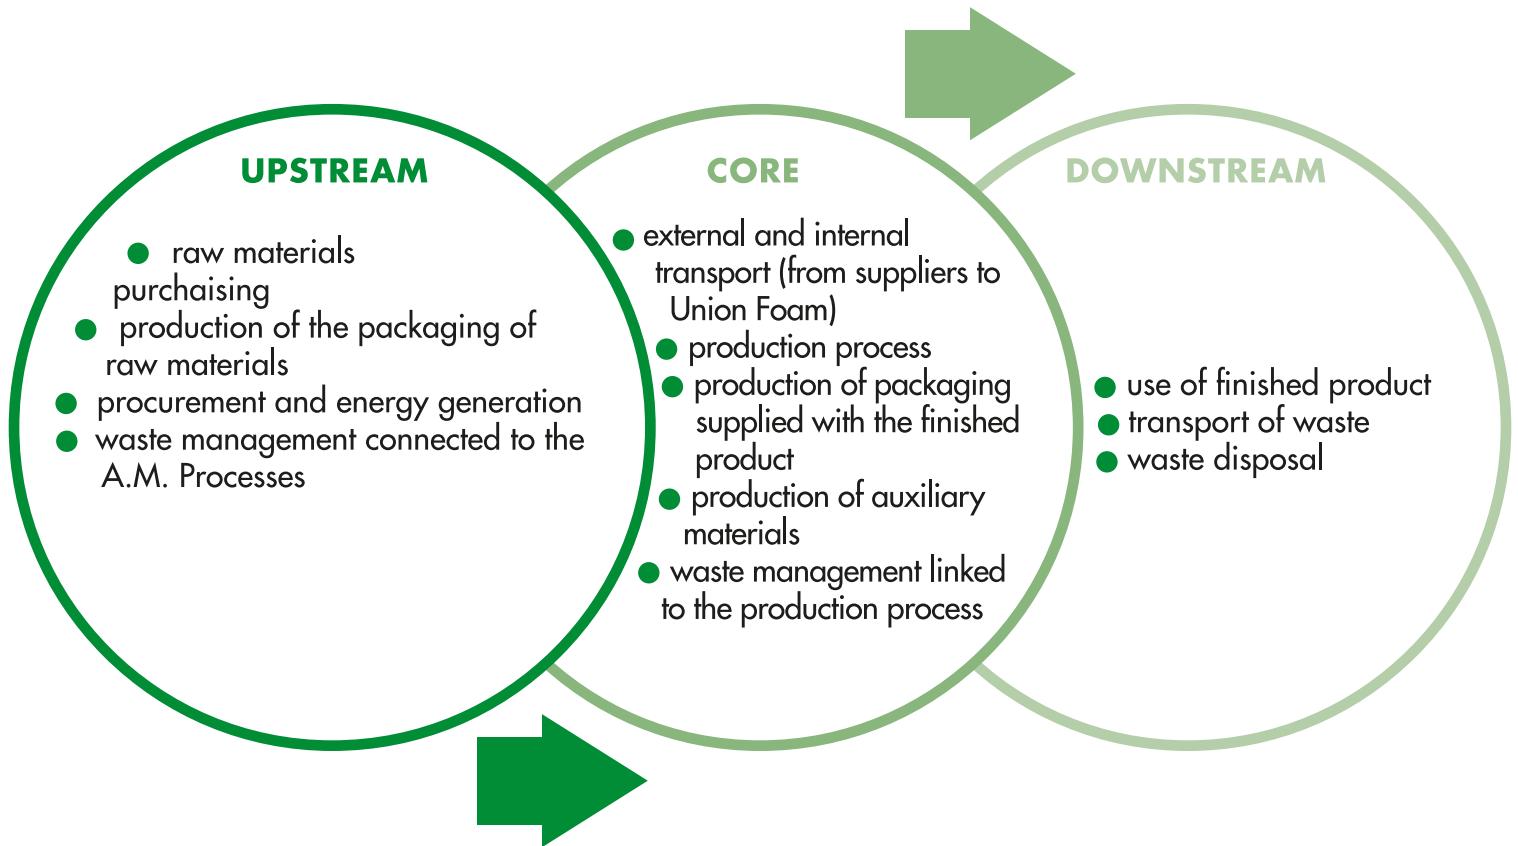 UPSTREAM
raw materials
purchaising
production of the packaging of
raw materials
procurement and energy generation
waste management connected to the
A.M. Processes
CORE
external and internal
transport (from suppliers to
Union Foam)
production process
production of packaging
supplied with the finished
product
production of auxiliary
materials
waste management linked
to the production process
DOWNSTREAM
use of finished product
transport of waste
waste disposal